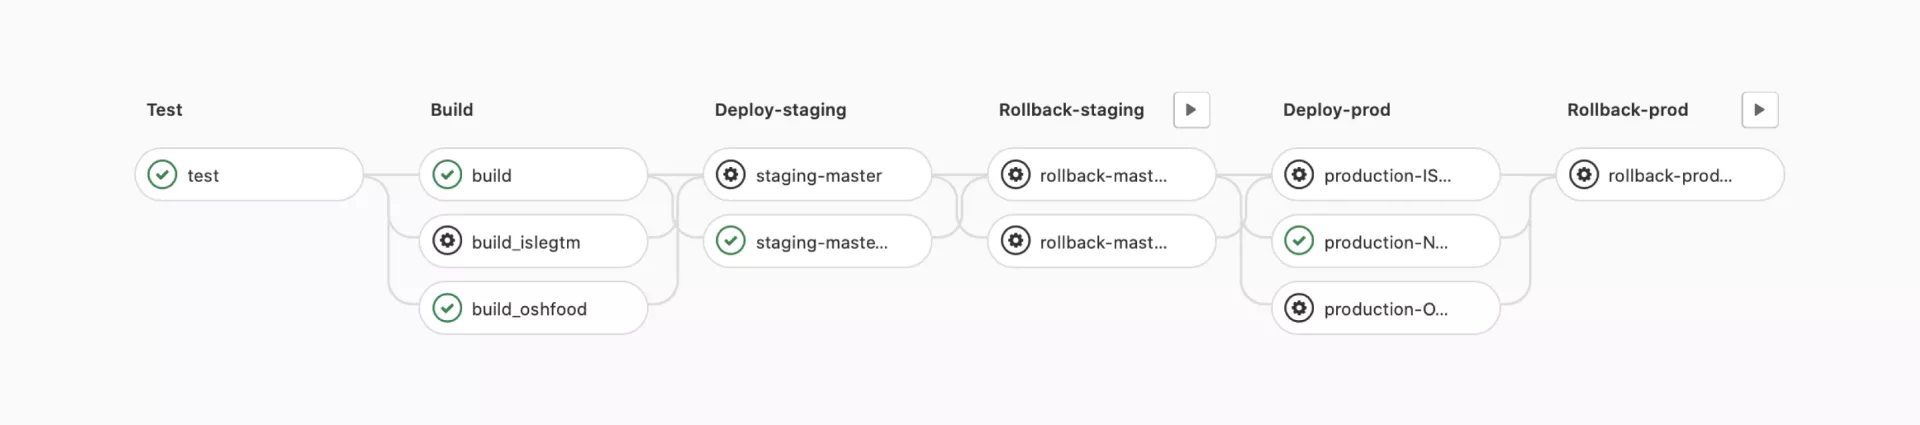 Test
test
Build
build
build_islegtm
build_oshfood
Deploy-staging
staging-master
staging-maste...
Rollback-staging
rollback-mast...
rollback-mast...
Deploy-prod
production-IS...
production-N...
production-O...
Rollback-prod
rollback-prod...